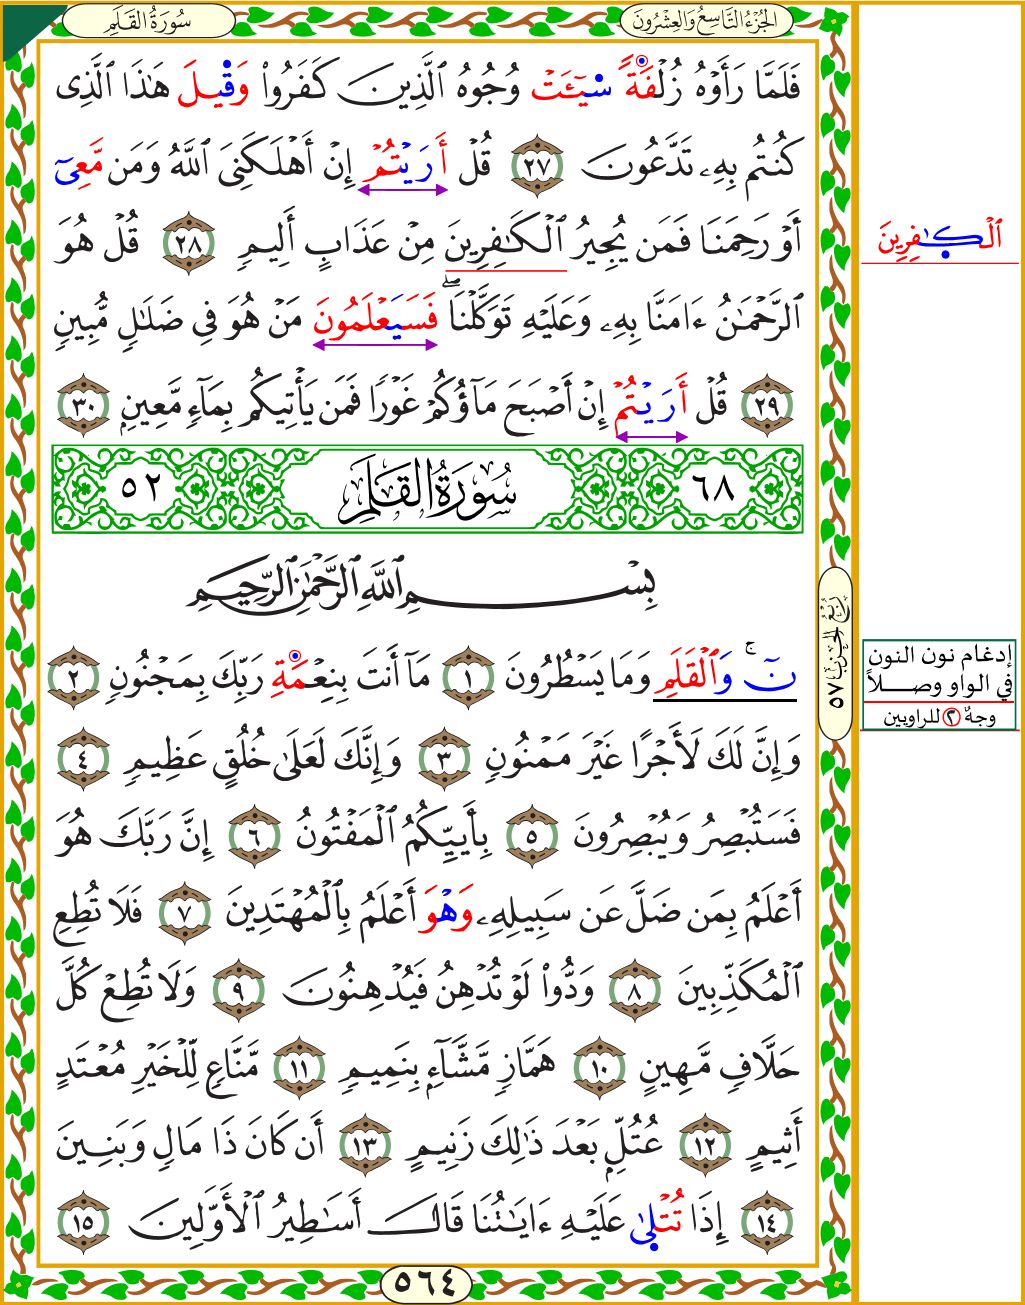 سُورَةُ القَلَمِ
الجُزْءُ التَّاسِعُ وَالعِشْرُونَ
فَلَمَّا رَأَوْهُ زُلْفَةً سِيٓـَٔتْ وُجُوهُ ٱلَّذِينَ كَفَرُواْ وَقِيلَ هَٰذَا ٱلَّذِى
كُنتُم بِهِۦ تَدَّعُونَ ٢٧ قُلْ أَرَيْتُمْ إِنْ أَهْلَكَنِىَ ٱللَّهُ وَمَن مَّعِىٓ
أَوْ رَحِمَنَا فَمَن يُجِيرُ ٱلْكَٰفِرِينَ مِنْ عَذَابٍ أَلِيمٍ ٢٨ قُلْ هُوَ
ٱلرَّحْمَٰنُ ءَامَنَّا بِهِۦ وَعَلَيْهِ تَوَكَّلْنَاۖ فَسَيَعْلَمُونَ مَنْ هُوَ فِى ضَلَٰلٍ مُّبِينٍ
٢٩ قُلْ أَرَيْتُمْ إِنْ أَصْبَحَ مَآؤُكُمْ غَوْرًا فَمَن يَأْتِيكُم بِمَآءٍ مَّعِينٍ ٣٠
٦٨ سُورَةُ القَلَمِ ٥٢
بِسْمِ ٱللَّهِ ٱلرَّحْمَٰنِ ٱلرَّحِيمِ
نٓۚ وَٱلْقَلَمِ وَمَا يَسْطُرُونَ ١ مَآ أَنتَ بِنِعْمَةِ رَبِّكَ بِمَجْنُونٍ ٢
وَإِنَّ لَكَ لَأَجْرًا غَيْرَ مَمْنُونٍ ٣ وَإِنَّكَ لَعَلَىٰ خُلُقٍ عَظِيمٍ ٤
فَسَتُبْصِرُ وَيُبْصِرُونَ ٥ بِأَييِّكُمُ ٱلْمَفْتُونُ ٦ إِنَّ رَبَّكَ هُوَ
أَعْلَمُ بِمَن ضَلَّ عَن سَبِيلِهِۦ وَهْوَ أَعْلَمُ بِٱلْمُهْتَدِينَ ٧ فَلَا تُطِعِ
ٱلْمُكَذِّبِينَ ٨ وَدُّواْ لَوْ تُدْهِنُ فَيُدْهِنُونَ ٩ وَلَا تُطِعْ كُلَّ
حَلَّافٍ مَّهِينٍ ١٠ هَمَّازٍ مَّشَّآءٍ بِنَمِيمٍ ١١ مَّنَّاعٍ لِّلْخَيْرِ مُعْتَدٍ
أَثِيمٍ ١٢ عُتُلٍّ بَعْدَ ذَٰلِكَ زَنِيمٍ ١٣ أَن كَانَ ذَا مَالٍ وَبَنِينَ
١٤ إِذَا تُتْلَىٰ عَلَيْهِ ءَايَٰتُنَا قَالَ أَسَٰطِيرُ ٱلْأَوَّلِينَ ١٥
٥٦٤
ٱلْكَٰفِرِينَ
رُبْعُ الحِزْبِ ٥٧
إدغام نون النون
في الواو وصلاً
وجهٌ ٢ للراويين